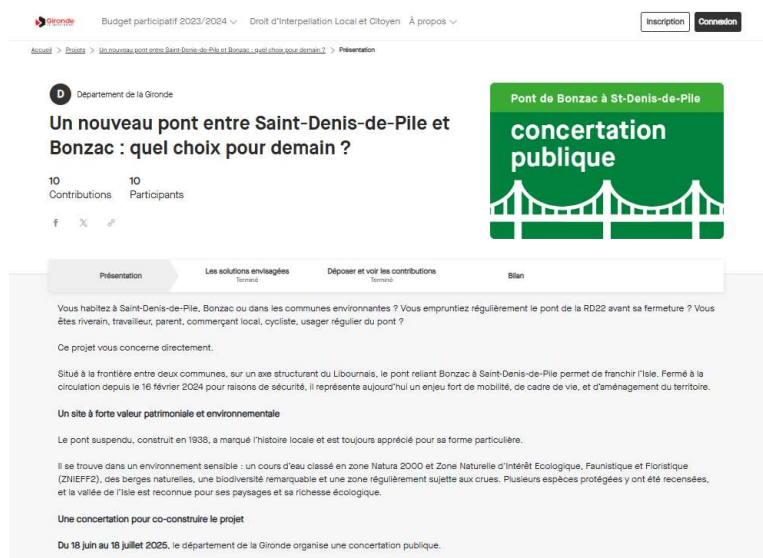 Gironde
Budget participatif 2023/2024
Droit d'Interpellation Local et Citoyen
À propos
Inscription
Connexion
Accueil > Projets > Un nouveau pont entre Saint-Denis-de-Pile et Bonzac : quel choix pour demain ? > Présentation
D
Département de la Gironde
Un nouveau pont entre Saint-Denis-de-Pile et
Bonzac : quel choix pour demain ?
10
Contributions
10
Participants
Pont de Bonzac à St-Denis-de-Pile
concertation
publique
Présentation
Les solutions envisagées
Terminé
Déposer et voir les contributions
Terminé
Bilan
Vous habitez à Saint-Denis-de-Pile, Bonzac ou dans les communes environnantes ? Vous empruntiez régulièrement le pont de la RD22 avant sa fermeture ? Vous
êtes riverain, travailleur, parent, commerçant local, cycliste, usager régulier du pont ?
Ce projet vous concerne directement.
Situé à la frontière entre deux communes, sur un axe structurant du Libournais, le pont reliant Bonzac à Saint-Denis-de-Pile permet de franchir l'Isle. Fermé à la
circulation depuis le 16 février 2024 pour raisons de sécurité, il représente aujourd'hui un enjeu fort de mobilité, de cadre de vie, et d'aménagement du territoire.
Un site à forte valeur patrimoniale et environnementale
Le pont suspendu, construit en 1938, a marqué l'histoire locale et est toujours apprécié pour sa forme particulière.
Il se trouve dans un environnement sensible : un cours d'eau classé en zone Natura 2000 et Zone Naturelle d'Intérêt Ecologique, Faunistique et Floristique
(ZNIEFF2), des berges naturelles, une biodiversité remarquable et une zone régulièrement sujette aux crues. Plusieurs espèces protégées y ont été recensées,
et la vallée de l'Isle est reconnue pour ses paysages et sa richesse écologique.
Une concertation pour co-construire le projet
Du 18 juin au 18 juillet 2025, le département de la Gironde organise une concertation publique.